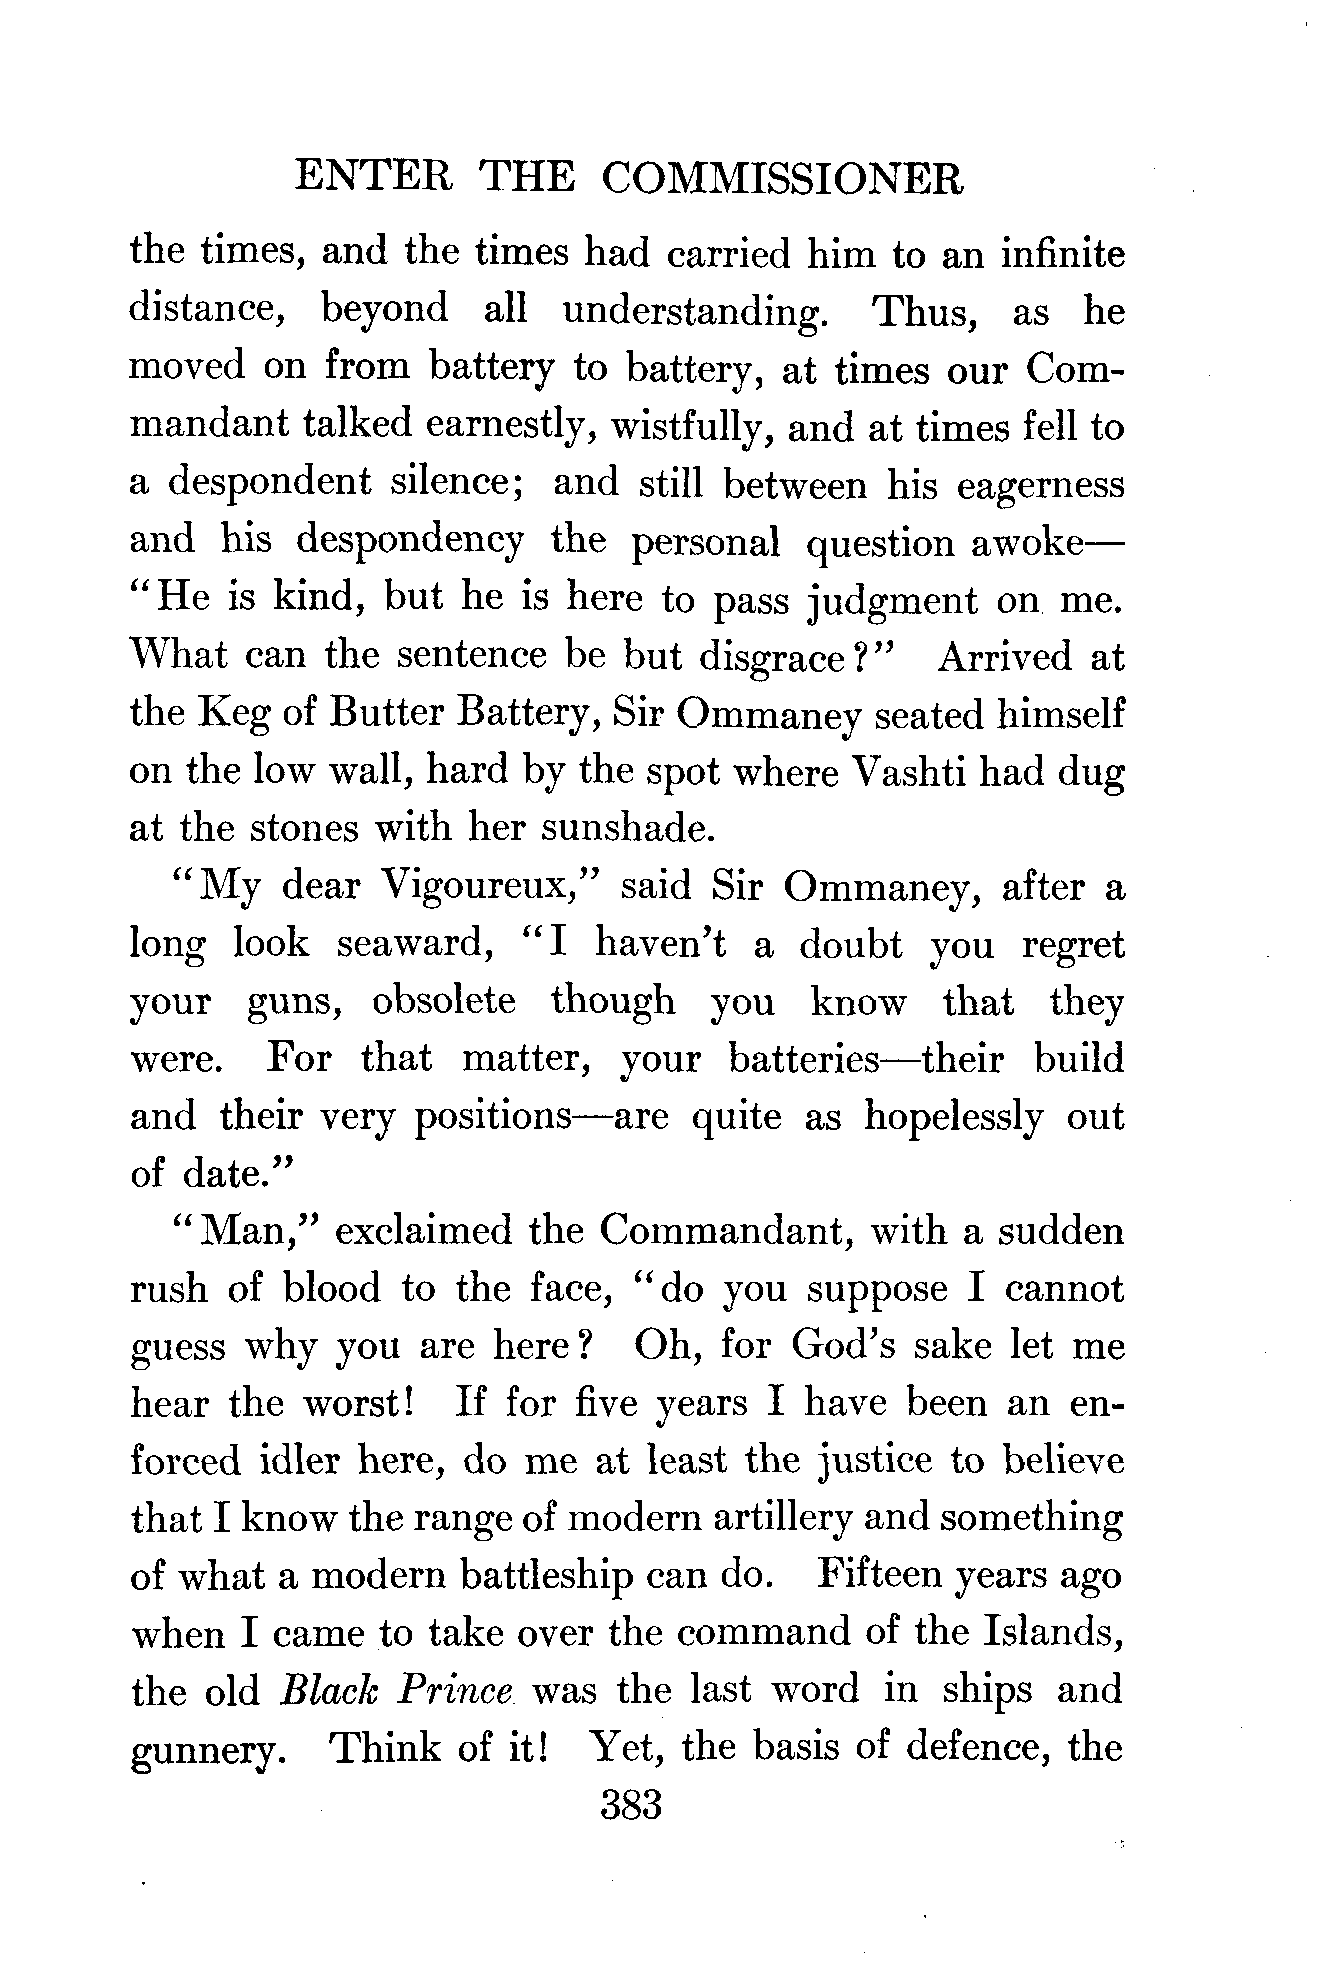 ENTER THE COMMISSIONER
the times, and the times had carried him to an infinite
distance, beyond all understanding. Thus, as he
moved on from battery to battery, at times our Com-
mandant talked earnestly, wistfully, and at times fell to
a despondent silence; and still between his eagerness
and his despondency the personal question awoke—
“He is kind, but he is here to pass judgment on me.
What can the sentence be but disgrace?” Arrived at
the Keg of Butter Battery, Sir Ommaney seated himself
on the low wall, hard by the spot where Vashti had dug
at the stones with her sunshade.
“My dear Vigoureux,” said Sir Ommaney, after a
long look seaward, “I haven’t a doubt you regret
your guns, obsolete though you know that they
were. For that matter, your batteries—their build
and their very positions—are quite as hopelessly out
of date.”
“Man,” exclaimed the Commandant, with a sudden
rush of blood to the face, “do you suppose I cannot
guess why you are here? Oh, for God’s sake let me
hear the worst! If for five years I have been an en-
forced idler here, do me at least the justice to believe
that I know the range of modern artillery and something
of what a modern battleship can do. Fifteen years ago
when I came to take over the command of the Islands,
the old Black Prince was the last word in ships and
gunnery. Think of it! Yet, the basis of defence, the
383